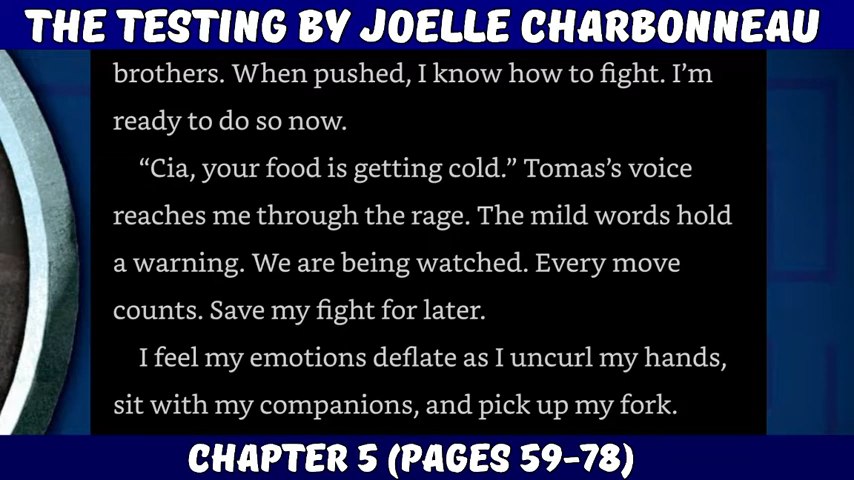 THE TESTING BY JOELLE CHARBONNEAU
brothers. When pushed, I know how to fight. I’m
ready to do so now.
“Cia, your food is getting cold.” Tomas’s voice
reaches me through the rage. The mild words hold
a warning. We are being watched. Every move
counts. Save my fight for later.
I feel my emotions deflate as I uncurl my hands,
sit with my companions, and pick up my fork.
CHAPTER 5 (PAGES 59-78)